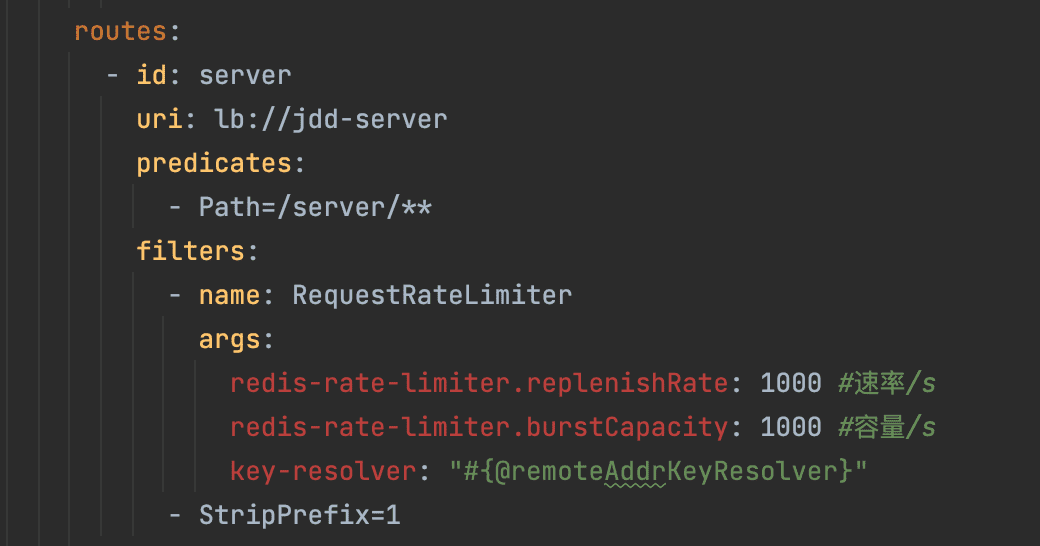 routes:
- id: server
uri: lb://jdd-server
predicates:
- Path=/server/**
filters:
- name: RequestRateLimiter
args:
redis-rate-limiter.replenishRate: 1000 #速率/s
redis-rate-limiter.burstCapacity: 1000 #容量/s
key-resolver: "#{@remoteAddrKeyResolver}"
- StripPrefix=1